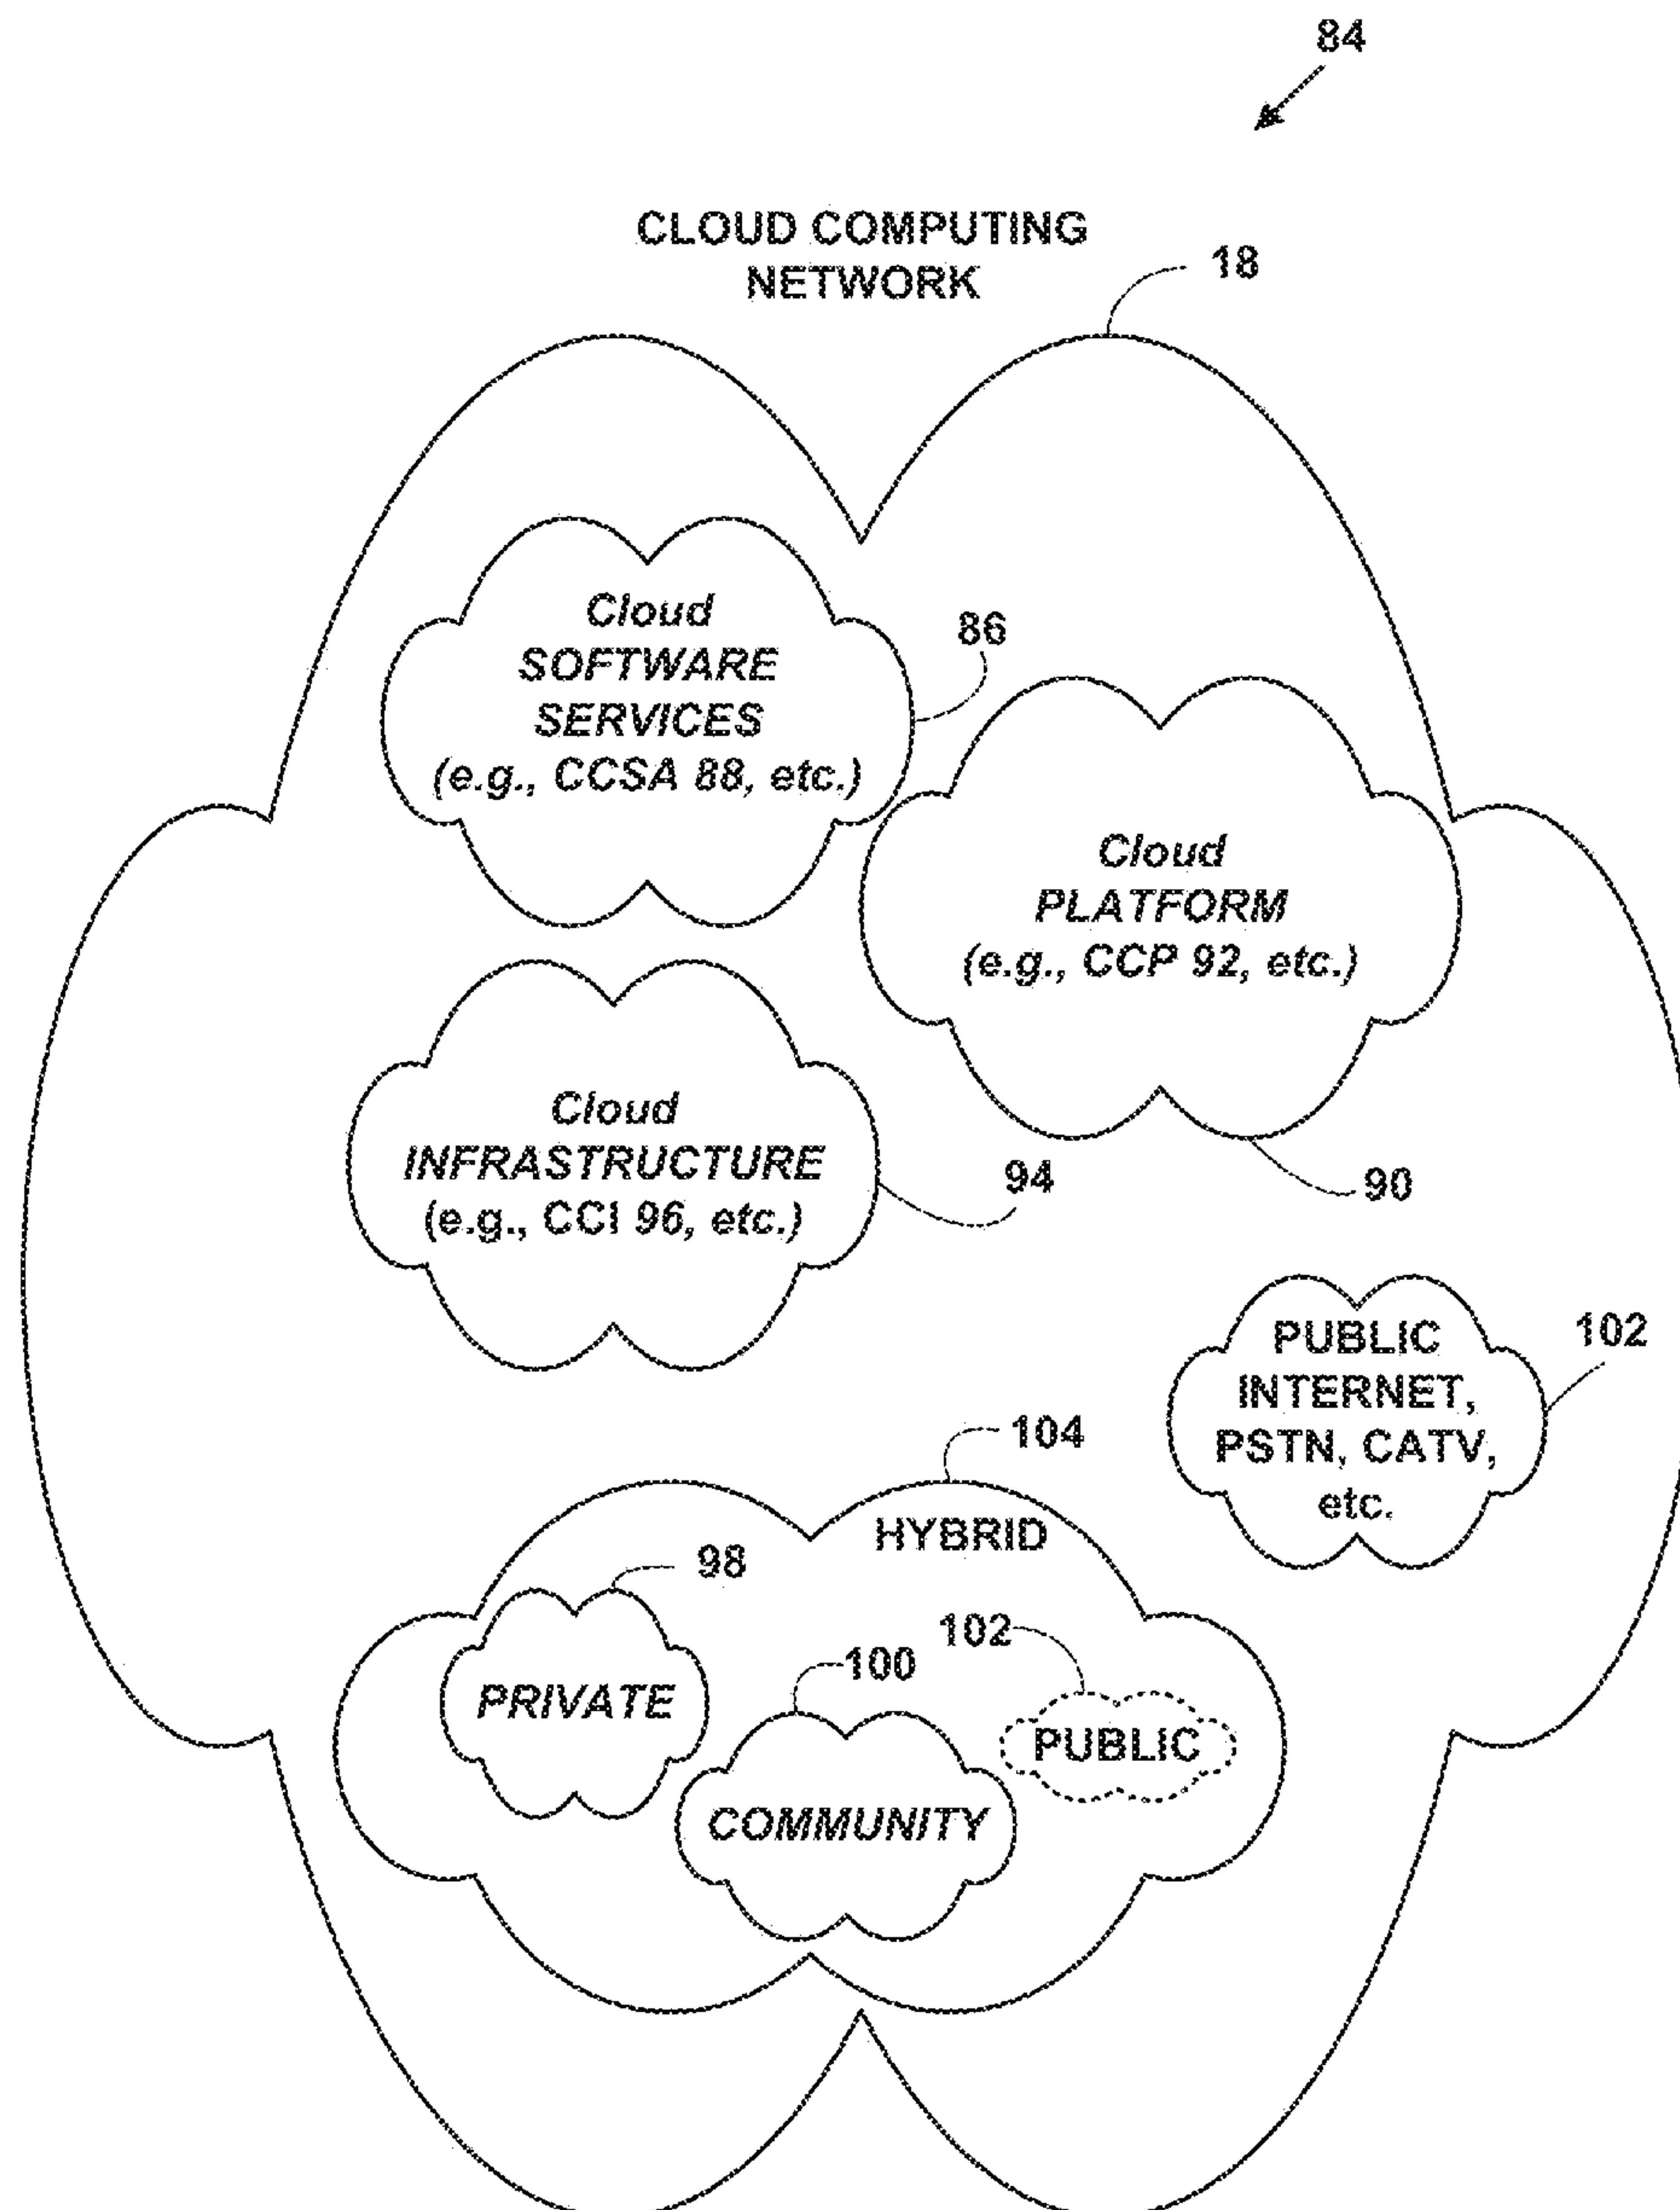 84
CLOUD COMPUTING
NETWORK
18
Cloud
SOFTWARE
SERVICES
(e.g., CCSA 88, etc.)
86
Cloud
PLATFORM
(e.g., CCP 92, etc.)
90
Cloud
INFRASTRUCTURE
(e.g., CCI 96, etc.)
94
PUBLIC
INTERNET,
PSTN, CATV,
etc.
102
104
HYBRID
98
PRIVATE
100
COMMUNITY
102
PUBLIC